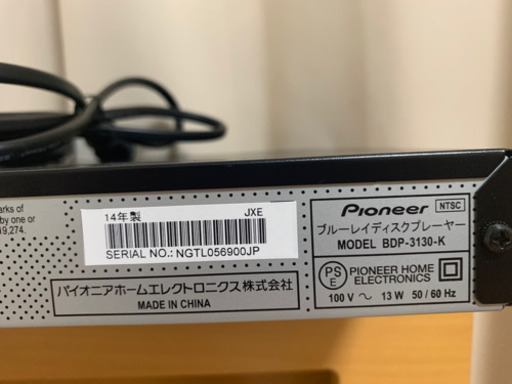 arks of
by one or
9,274.
14年製 JXE
SERIAL NO.: NGTL056900JP
パイオニアホームエレクトロニクス株式会社
MADE IN CHINA
Pioneer NTSC
ブルーレイディスクプレーヤー
MODEL BDP-3130-K
PS
E
PIONEER HOME
ELECTRONICS
100 V ～ 13 W 50 / 60 Hz